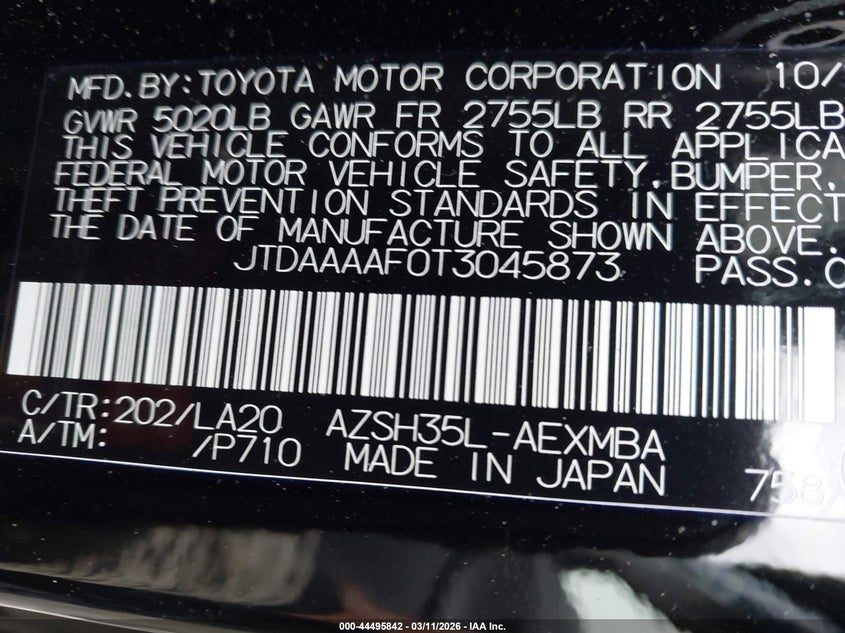 MFD.BY:TOYOTA MOTOR CORPORATION 10/
GVWR 5020LB GAWR FR 2755LB RR 2755LB
THIS VEHICLE CONFORMS TO ALL APPLICA
FEDERAL MOTOR VEHICLE SAFETY,BUMPER,
THEFT PREVENTION STANDARDS IN EFFECT
THE DATE OF MANUFACTURE SHOWN ABOVE.
JTDAAAAF0T3045873 PASS.C
C/TR:202/LA20 AZSH35L-AEXMBA
A/TM: /P710 MADE IN JAPAN 758
000-44495842 - 03/11/2026 - IAA Inc.